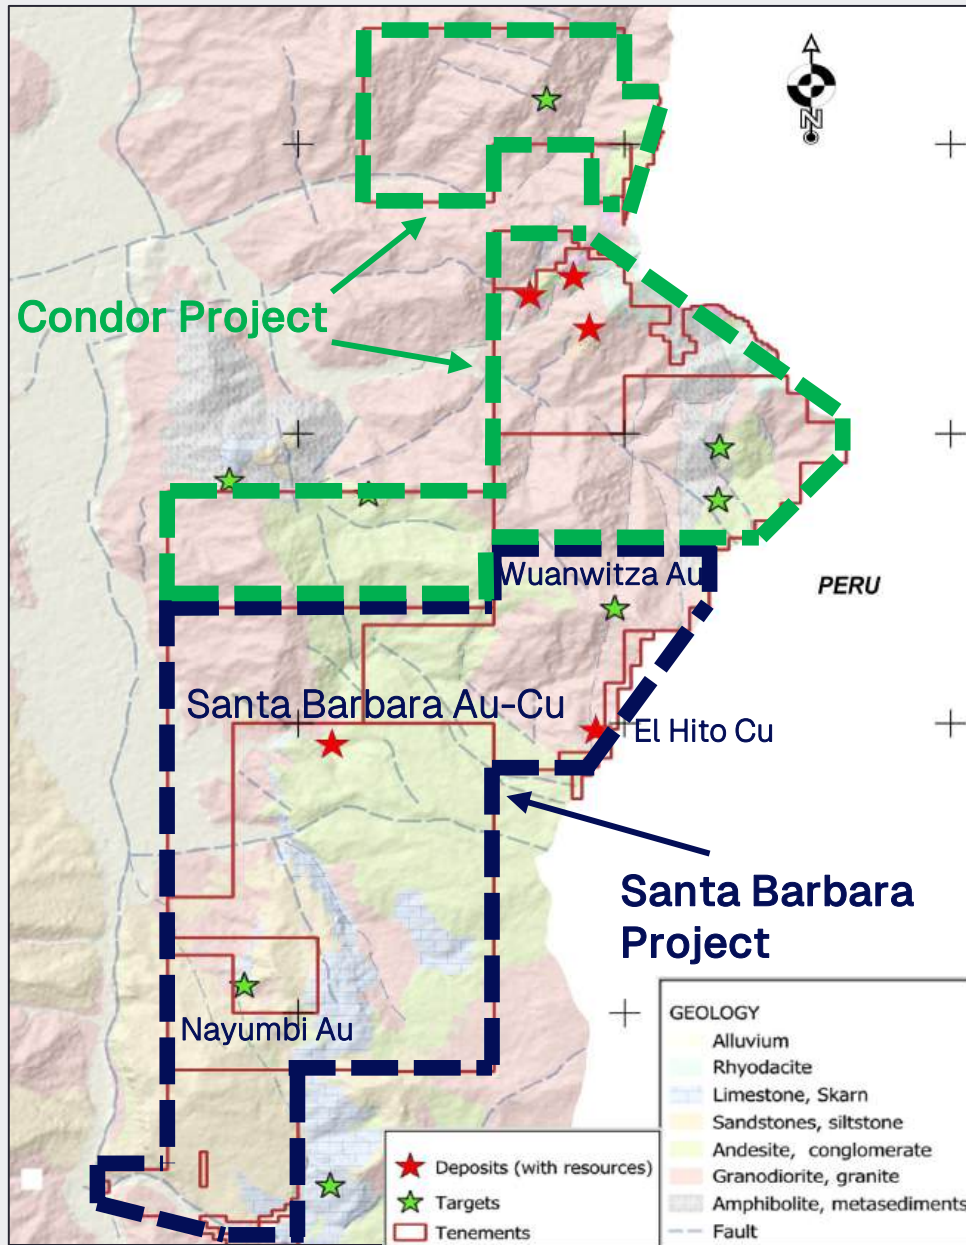 N
Condor Project
PERU
Wuanwitza Au
Santa Barbara Au-Cu
El Hito Cu
Santa Barbara
Project
Nayumbi Au
GEOLOGY
Alluvium
Rhyodacite
Limestone, Skarn
Sandstones, siltstone
Andesite, conglomerate
Granodiorite, granite
Amphibolite, metasediments
Fault
Deposits (with resources)
Targets
Tenements